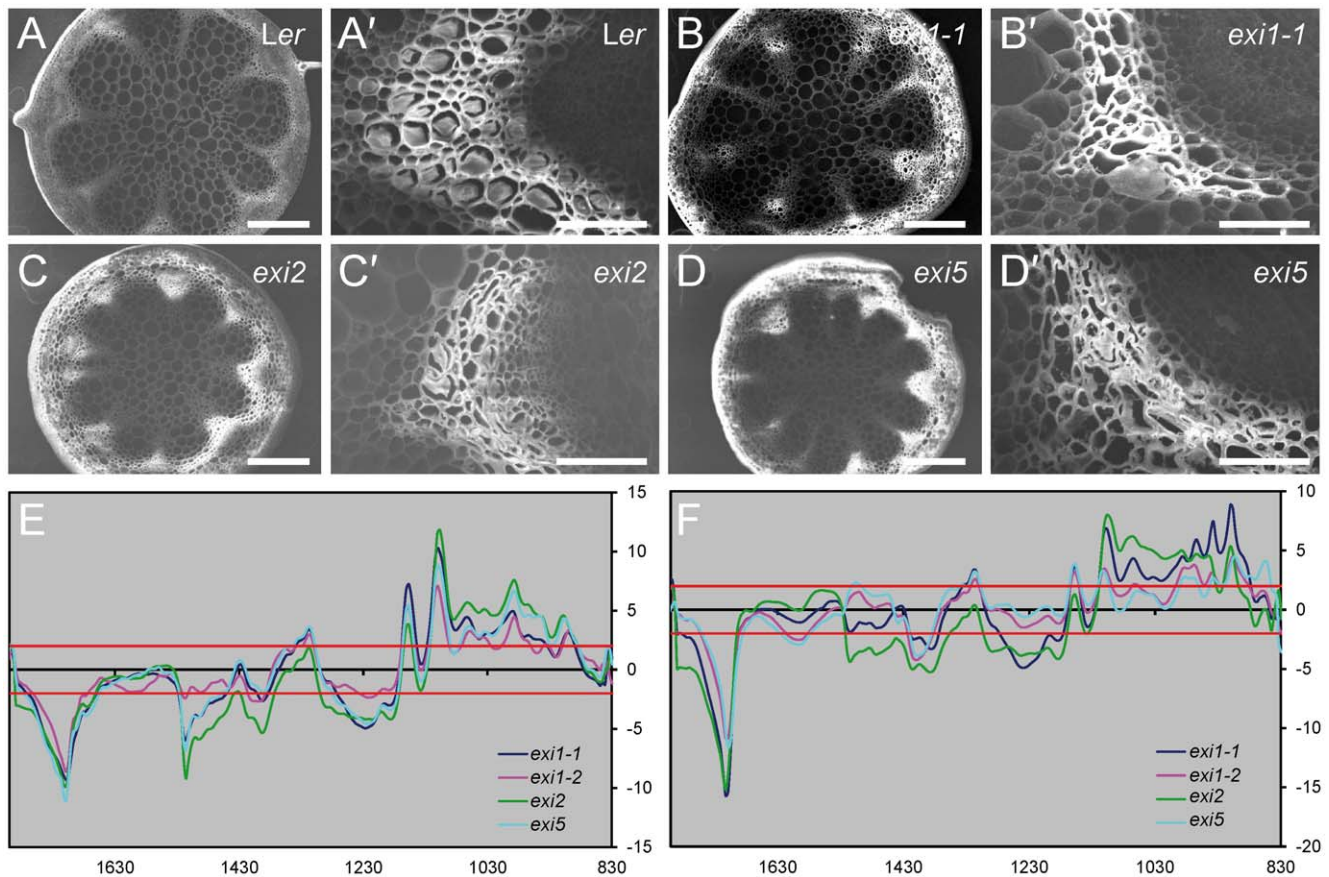 A Ler A' Ler B exi1-1 B' exi1-1
C exi2 C' exi2 D exi5 D' exi5
E
15
10
5
0
-5
-10
-15
exi1-1
exi1-2
exi2
exi5
1630 1430 1230 1030 830
F
10
5
0
-5
-10
-15
-20
exi1-1
exi1-2
exi2
exi5
1630 1430 1230 1030 830